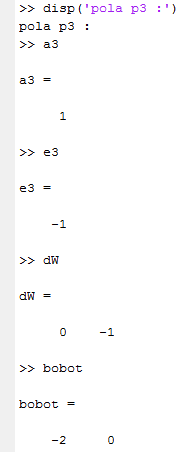 >> disp('pola p3 :')
pola p3 :
>> a3
a3 =
1
>> e3
e3 =
-1
>> dW
dW =
0 -1
>> bobot
bobot =
-2 0